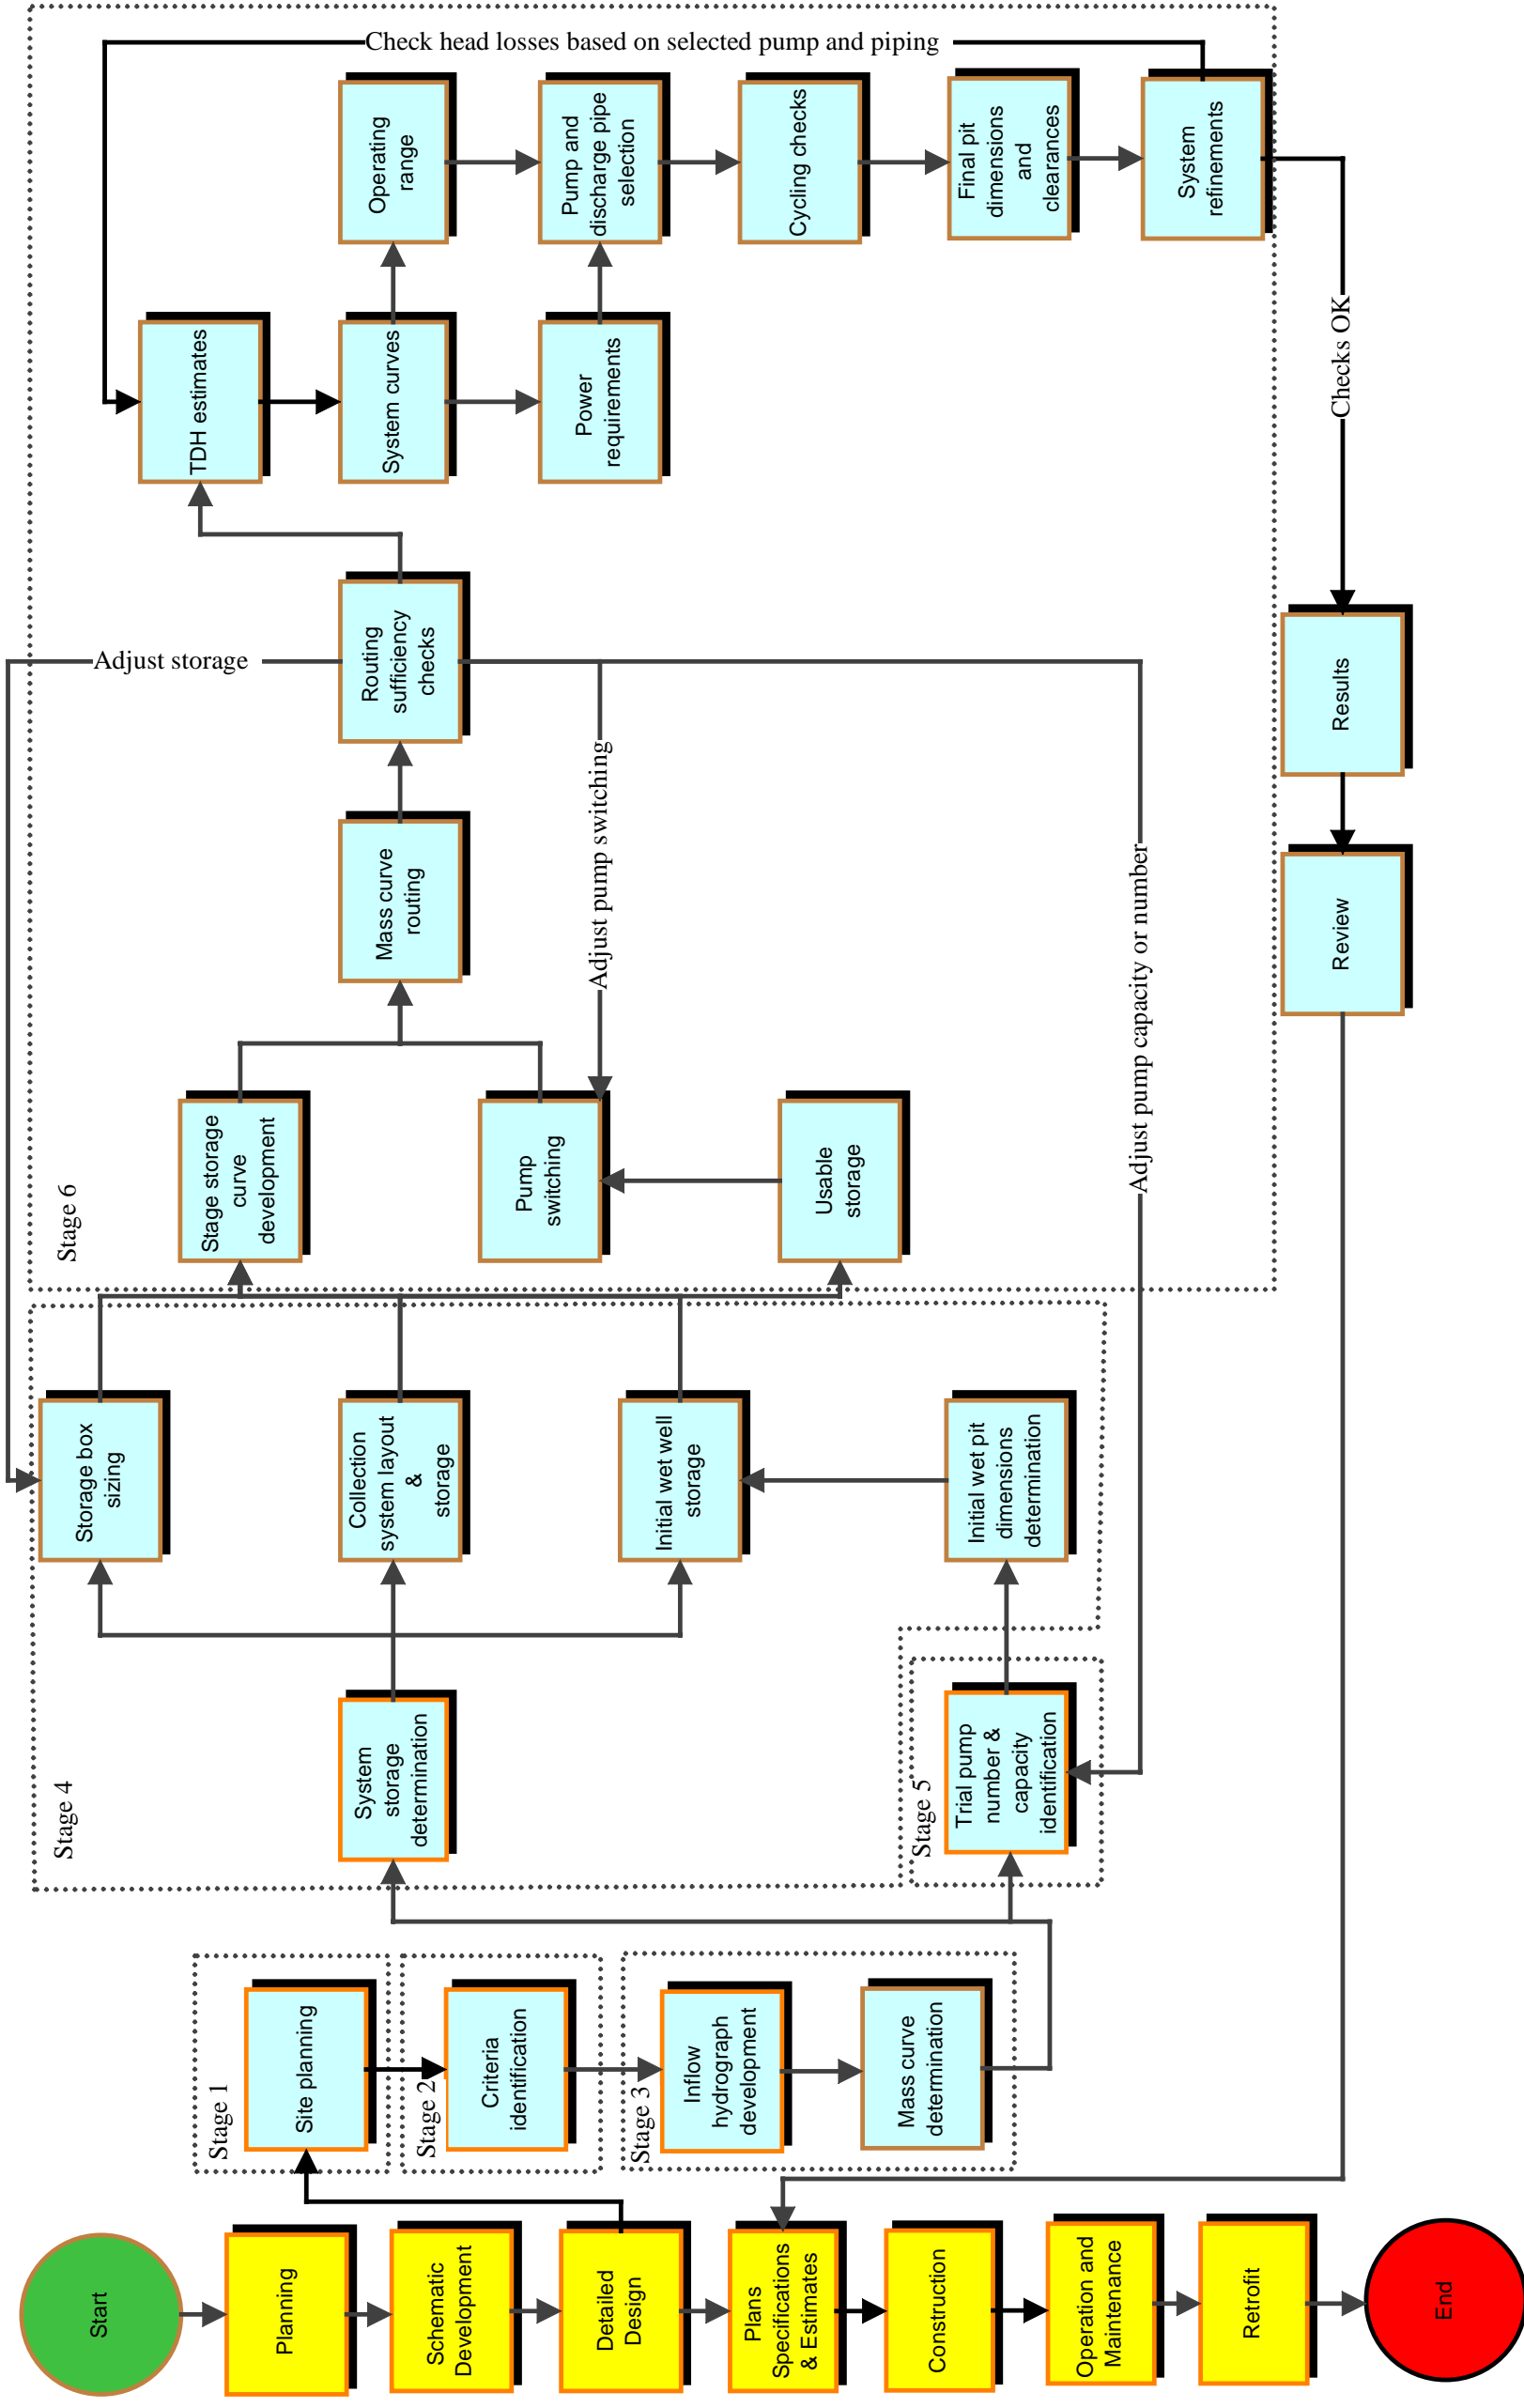 Start
Planning
Schematic
Development
Detailed
Design
Plans
Specifications
& Estimates
Construction
Operation and
Maintenance
Retrofit
End
Stage 1
Site planning
Stage 2
Criteria
identification
Stage 3
Inflow
hydrograph
development
Mass curve
determination
Stage 4
System
storage
determination
Stage 5
Trial pump
number &
capacity
identification
Storage box
sizing
Collection
system layout
&
storage
Initial wet well
storage
Initial wet pit
dimensions
determination
Stage 6
Stage storage
curve
development
Pump
switching
Usable
storage
Mass curve
routing
Routing
sufficiency
checks
Adjust storage
Adjust pump switching
Adjust pump capacity or number
TDH estimates
System curves
Power
requirements
Operating
range
Pump and
discharge pipe
selection
Cycling checks
Final pit
dimensions
and
clearances
System
refinements
Check head losses based on selected pump and piping
Checks OK
Results
Review